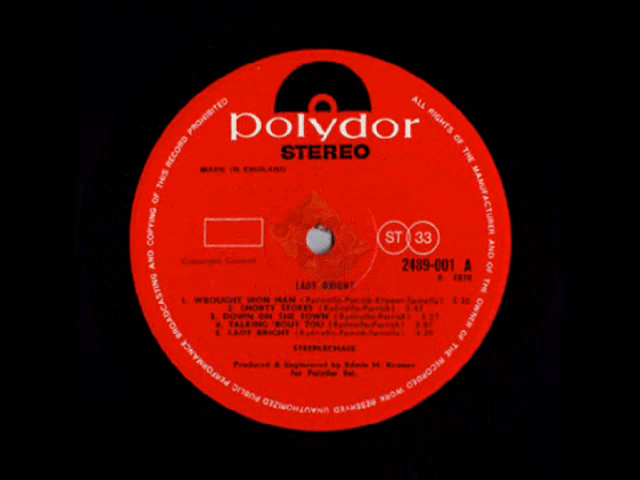 polydor
STEREO
MADE IN ENGLAND
ST 33
2489-001 A
℗ 1970
LADY BRIGHT
1. WROUGHT IRON MAN
2. SHORTY STOKES
3. DOWN ON THE TOWN
4. TALKING 'BOUT YOU
5. LADY BRIGHT
STEEPLECHASE
Produced & Engineered by Edwin H. Kramer
for Polydor Inc.
ALL RIGHTS OF THE MANUFACTURER AND OF THE OWNER OF THE RECORDED WORK RESERVED UNAUTHORIZED PUBLIC PERFORMANCE BROADCASTING AND COPYING OF THIS RECORD PROHIBITED